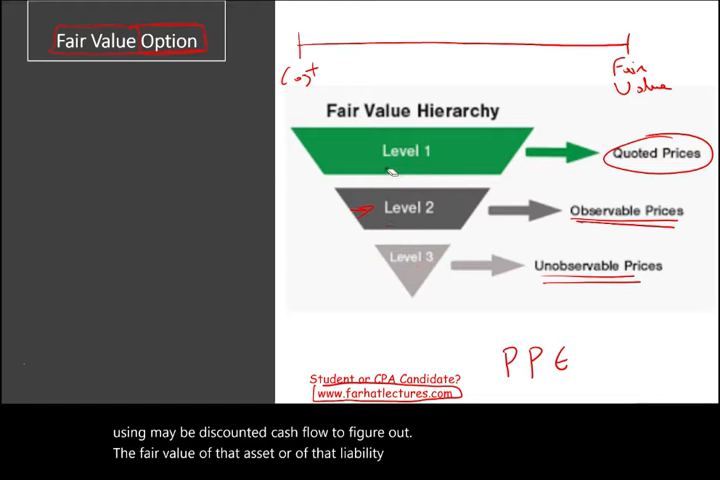 Fair Value Option
Cost
Fair
Value
Fair Value Hierarchy
Level 1
Quoted Prices
Level 2
Observable Prices
Level 3
Unobservable Prices
PPE
Student or CPA Candidate?
www.farhatlectures.com
using may be discounted cash flow to figure out.
The fair value of that asset or of that liability